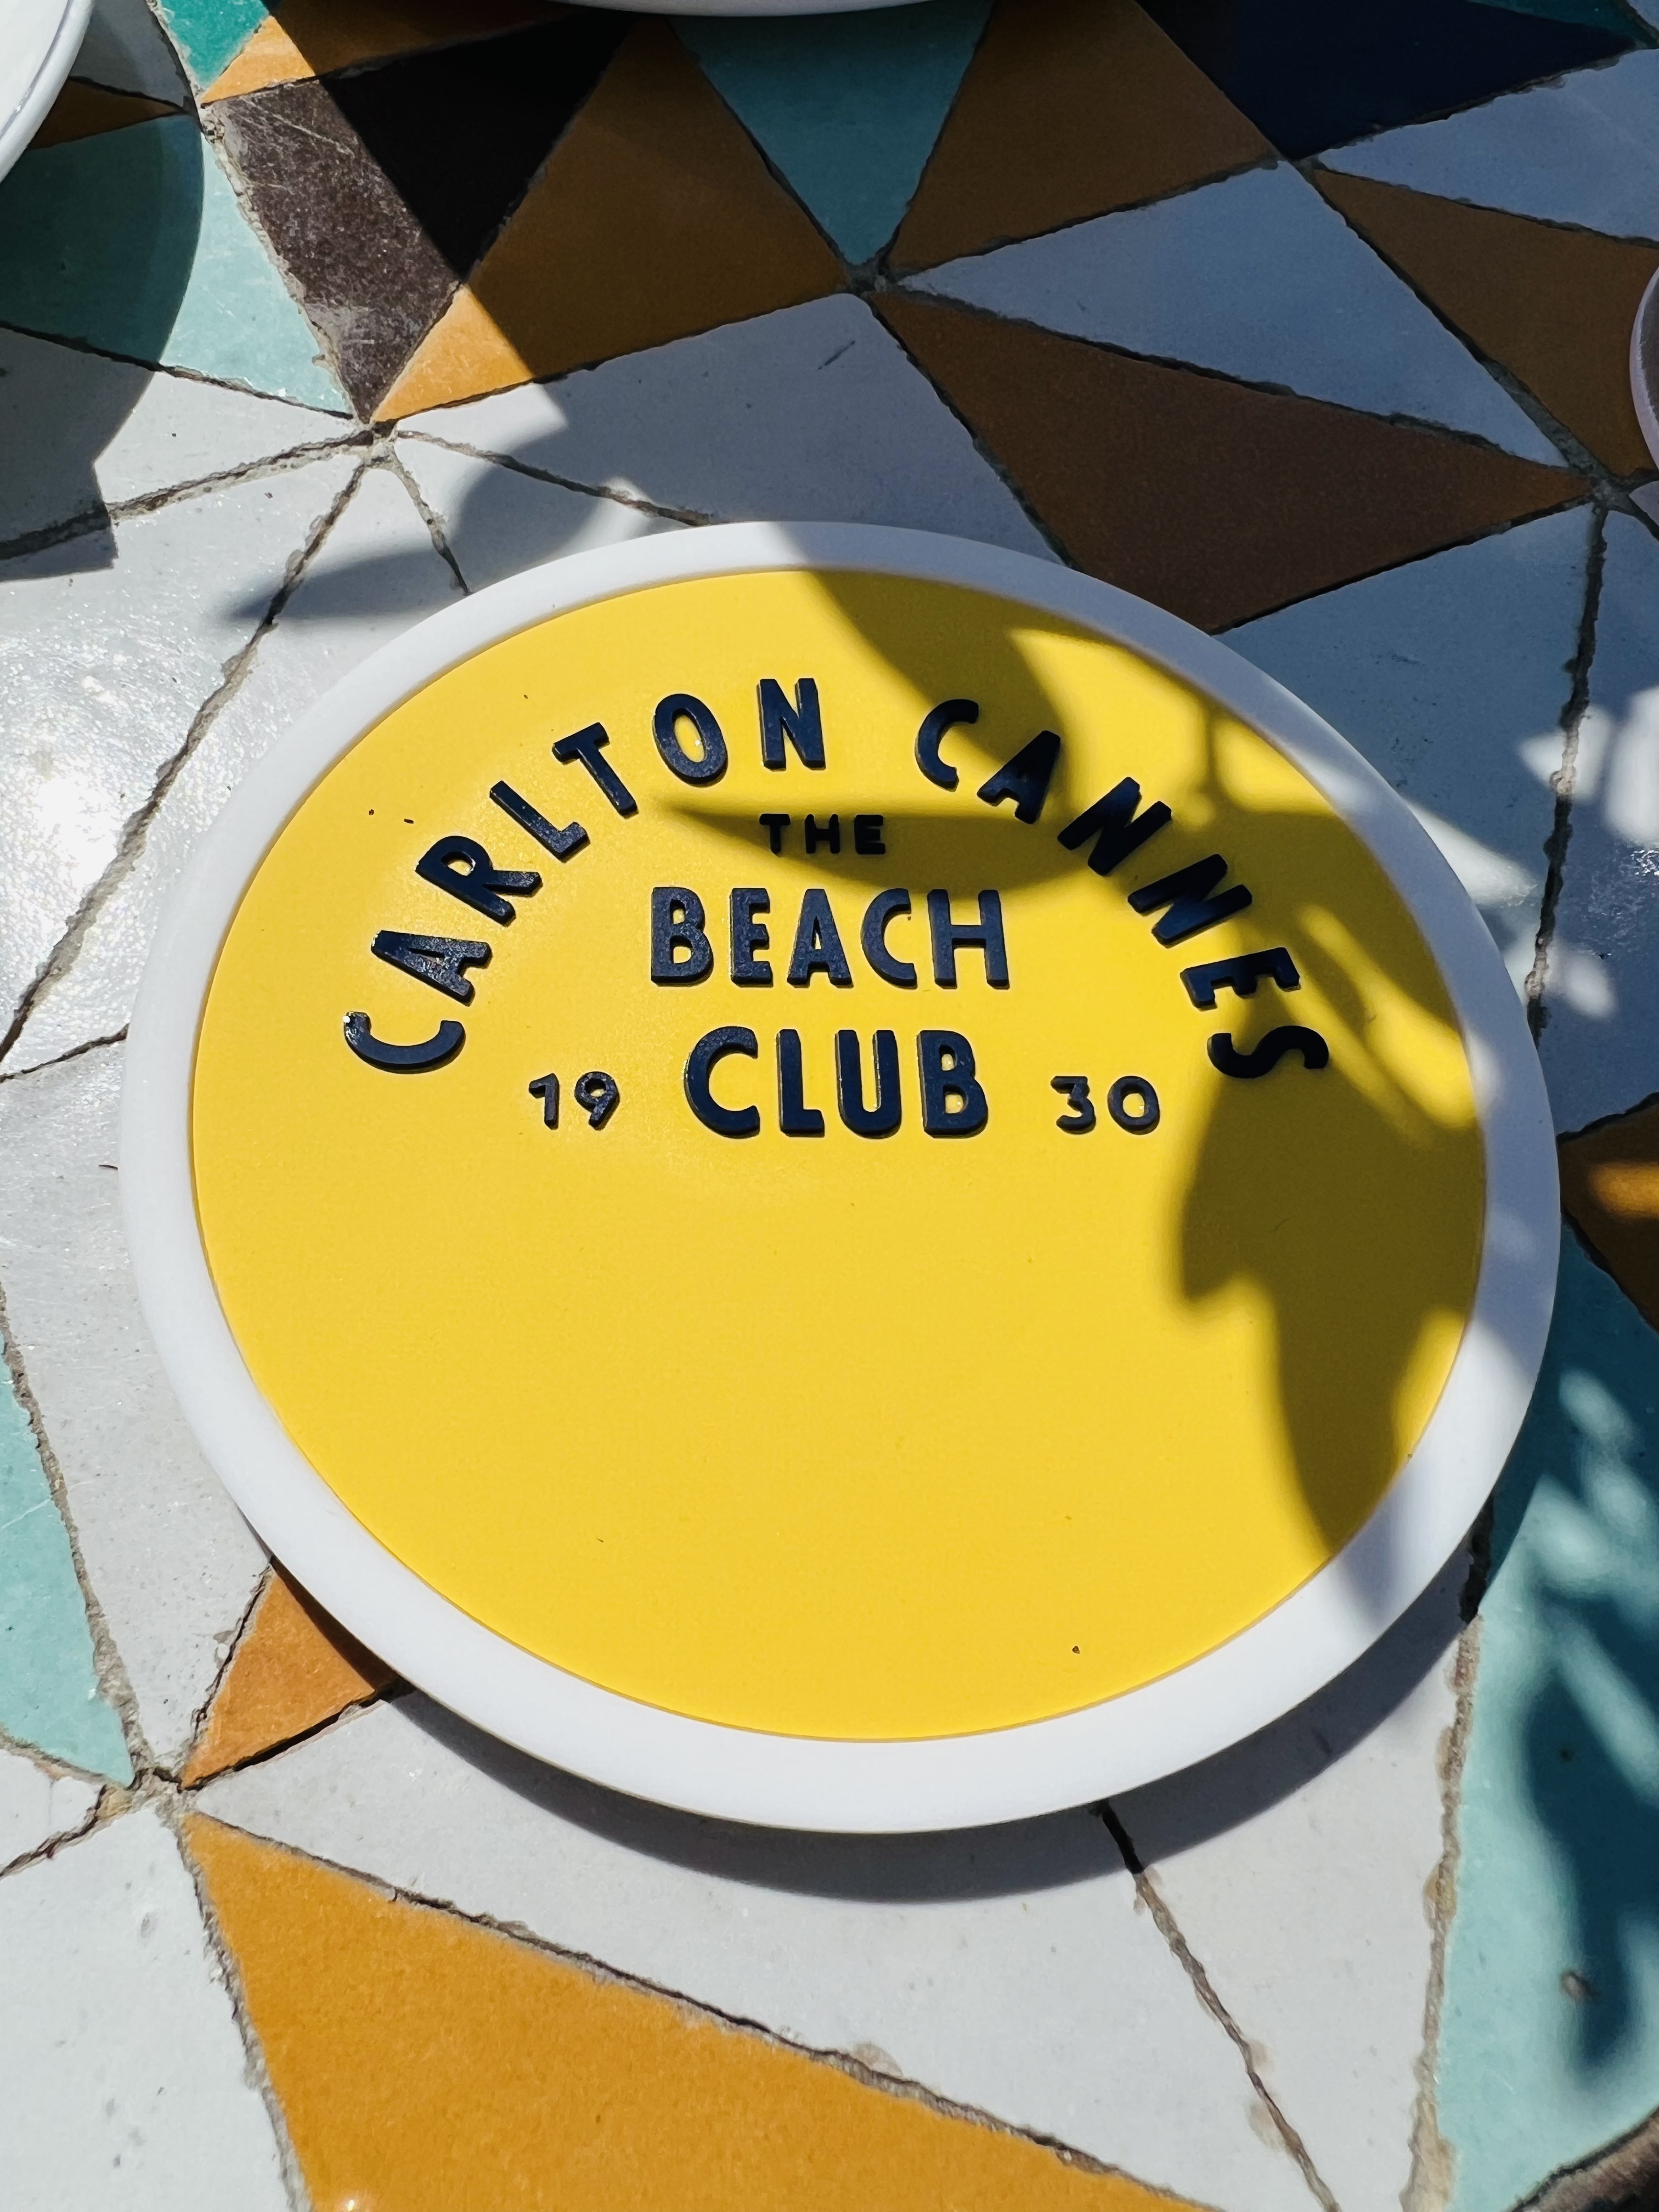 CARLTON CANNES
THE
BEACH
19 CLUB 30